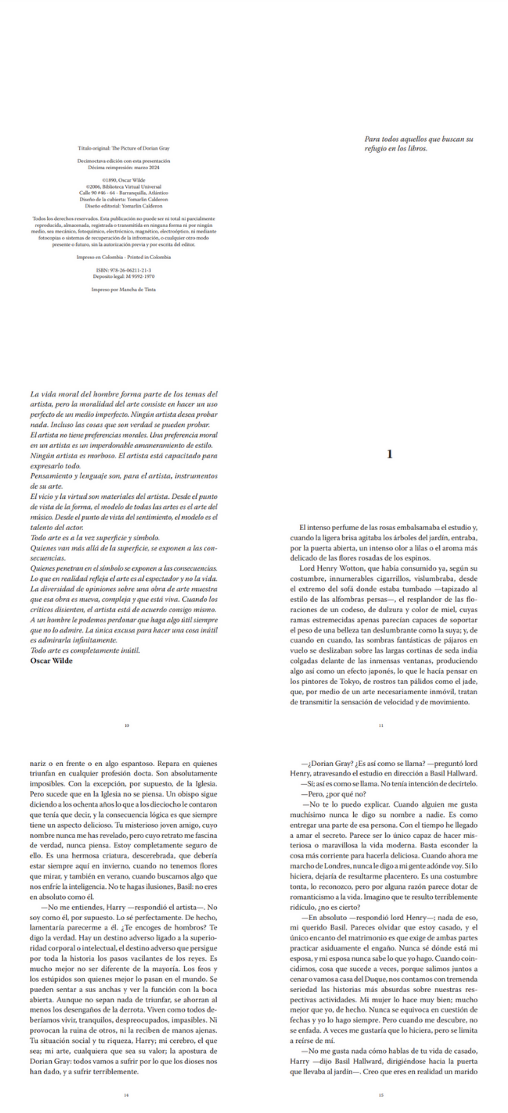 Título original: The Picture of Dorian Gray
Decimoctava edición con esta presentación
Décima reimpresión: marzo 2024
©1890, Oscar Wilde
©2006, Biblioteca Virtual Universal
Calle 90 #46 - 64 - Barranquilla, Atlántico
Diseño de la cubierta: Yomarlin Calderon
Diseño editorial: Yomarlin Calderon
Todos los derechos reservados. Esta publicación no puede ser ni total ni parcialmente
reproducida, almacenada, registrada o transmitida en ninguna forma ni por ningún
medio, sea mecánico, fotoquímico, electrónico, magnético, electroóptico, ni mediante
fotocopias o sistemas de recuperación de la información, o cualquier otro modo
presente o futuro, sin la autorización previa y por escrita del editor.
Impreso en Colombia - Printed in Colombia
ISBN: 978-26-06211-21-3
Deposito legal: M 9592-1970
Impreso por Mancha de Tinta
Para todos aquellos que buscan su
refugio en los libros.
La vida moral del hombre forma parte de los temas del
artista, pero la moralidad del arte consiste en hacer un uso
perfecto de un medio imperfecto. Ningún artista desea probar
nada. Incluso las cosas que son verdad se pueden probar.
El artista no tiene preferencias morales. Una preferencia moral
en un artista es un imperdonable amaneramiento de estilo.
Ningún artista es morboso. El artista está capacitado para
expresarlo todo.
Pensamiento y lenguaje son, para el artista, instrumentos
de su arte.
El vicio y la virtud son materiales del artista. Desde el punto
de vista de la forma, el modelo de todas las artes es el arte del
músico. Desde el punto de vista del sentimiento, el modelo es el
talento del actor.
Todo arte es a la vez superficie y símbolo.
Quienes van más allá de la superficie, se exponen a las con-
secuencias.
Quienes penetran en el símbolo se exponen a las consecuencias.
Lo que en realidad refleja el arte es al espectador y no la vida.
La diversidad de opiniones sobre una obra de arte muestra
que esa obra es nueva, compleja y que está viva. Cuando los
críticos disienten, el artista está de acuerdo consigo mismo.
A un hombre le podemos perdonar que haga algo útil siempre
que no lo admire. La única excusa para hacer una cosa inútil
es admirarla infinitamente.
Todo arte es completamente inútil.
Oscar Wilde
10
1
El intenso perfume de las rosas embalsamaba el estudio y,
cuando la ligera brisa agitaba los árboles del jardín, entraba,
por la puerta abierta, un intenso olor a lilas o el aroma más
delicado de las flores rosadas de los espinos.
Lord Henry Wotton, que había consumido ya, según su
costumbre, innumerables cigarrillos, vislumbraba, desde
el extremo del sofá donde estaba tumbado —tapizado al
estilo de las alfombras persas—, el resplandor de las flo-
raciones de un codeso, de dulzura y color de miel, cuyas
ramas estremecidas apenas parecían capaces de soportar
el peso de una belleza tan deslumbrante como la suya; y, de
cuando en cuando, las sombras fantásticas de pájaros en
vuelo se deslizaban sobre las largas cortinas de seda india
colgadas delante de las inmensas ventanas, produciendo
algo así como un efecto japonés, lo que le hacía pensar en
los pintores de Tokyo, de rostros tan pálidos como el jade,
que, por medio de un arte necesariamente inmóvil, tratan
de transmitir la sensación de velocidad y de movimiento.
11
nariz o en frente o en algo espantoso. Repara en quienes
triunfan en cualquier profesión docta. Son absolutamente
imposibles. Con la excepción, por supuesto, de la Iglesia.
Pero sucede que en la Iglesia no se piensa. Un obispo sigue
diciendo a los ochenta años lo que a los dieciocho le contaron
que tenía que decir, y la consecuencia lógica es que siempre
tiene un aspecto delicioso. Tu misterioso joven amigo, cuyo
nombre nunca me has revelado, pero cuyo retrato me fascina
de verdad, nunca piensa. Estoy completamente seguro de
ello. Es una hermosa criatura, descerebrada, que debería
estar siempre aquí en invierno, cuando no tenemos flores
que mirar, y también en verano, cuando buscamos algo que
nos enfríe la inteligencia. No te hagas ilusiones, Basil: no eres
en absoluto como él.
—No me entiendes, Harry —respondió el artista—. No
soy como él, por supuesto. Lo sé perfectamente. De hecho,
lamentaría parecerme a él. ¿Te encoges de hombros? Te
digo la verdad. Hay un destino adverso ligado a la superio-
ridad corporal o intelectual, el destino adverso que persigue
por toda la historia los pasos vacilantes de los reyes. Es
mucho mejor no ser diferente de la mayoría. Los feos y
los estúpidos son quienes mejor lo pasan en el mundo. Se
pueden sentar a sus anchas y ver la función con la boca
abierta. Aunque no sepan nada de triunfar, se ahorran al
menos los desengaños de la derrota. Viven como todos de-
beríamos vivir, tranquilos, despreocupados, impasibles. Ni
provocan la ruina de otros, ni la reciben de manos ajenas.
Tu situación social y tu riqueza, Harry; mi cerebro, el que
sea; mi arte, cualquiera que sea su valor; la apostura de
Dorian Gray: todos vamos a sufrir por lo que los dioses nos
han dado, y a sufrir terriblemente.
14
—¿Dorian Gray? ¿Es así como se llama? —preguntó lord
Henry, atravesando el estudio en dirección a Basil Hallward.
—Sí; así es como se llama. No tenía intención de decírtelo.
—Pero, ¿por qué no?
—No te lo puedo explicar. Cuando alguien me gusta
muchísimo nunca le digo su nombre a nadie. Es como
entregar una parte de esa persona. Con el tiempo he llegado
a amar el secreto. Parece ser lo único capaz de hacer mis-
teriosa o maravillosa la vida moderna. Basta esconder la
cosa más corriente para hacerla deliciosa. Cuando ahora me
marcho de Londres, nunca le digo a mi gente adónde voy. Si lo
hiciera, dejaría de resultarme placentero. Es una costumbre
tonta, lo reconozco, pero por alguna razón parece dotar de
romanticismo a la vida. Imagino que te resulto terriblemente
ridículo, ¿no es cierto?
—En absoluto —respondió lord Henry—; nada de eso,
mi querido Basil. Pareces olvidar que estoy casado, y el
único encanto del matrimonio es que exige de ambas partes
practicar asiduamente el engaño. Nunca sé dónde está mi
esposa, y mi esposa nunca sabe lo que yo hago. Cuando coin-
cidimos, cosa que sucede a veces, porque salimos juntos a
cenar o vamos a casa del Duque, nos contamos con tremenda
seriedad las historias más absurdas sobre nuestras res-
pectivas actividades. Mi mujer lo hace muy bien; mucho
mejor que yo, de hecho. Nunca se equivoca en cuestión de
fechas y yo lo hago siempre. Pero cuando me descubre, no
se enfada. A veces me gustaría que lo hiciera, pero se limita
a reírse de mí.
—No me gusta nada cómo hablas de tu vida de casado,
Harry —dijo Basil Hallward, dirigiéndose hacia la puerta
que llevaba al jardín—. Creo que eres en realidad un marido
15